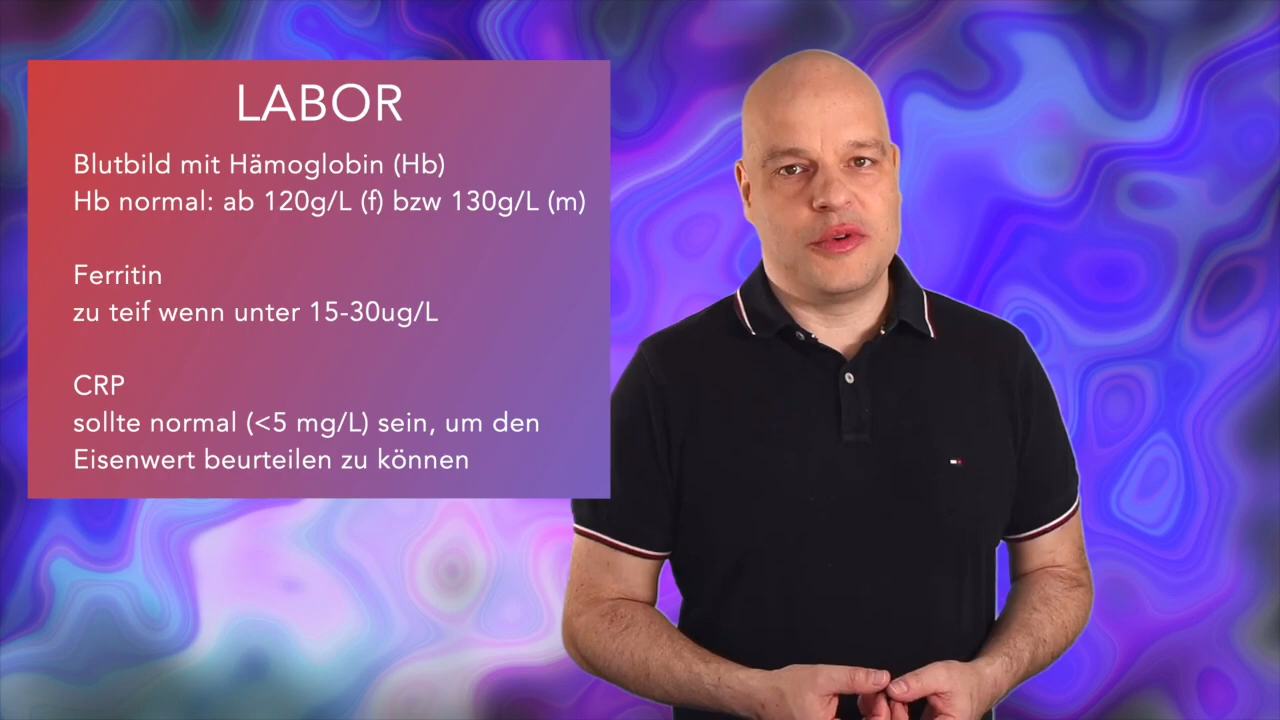 LABOR
Blutbild mit Hämoglobin (Hb)
Hb normal: ab 120g/L (f) bzw 130g/L (m)
Ferritin
zu teif wenn unter 15-30ug/L
CRP
sollte normal (<5 mg/L) sein, um den
Eisenwert beurteilen zu können